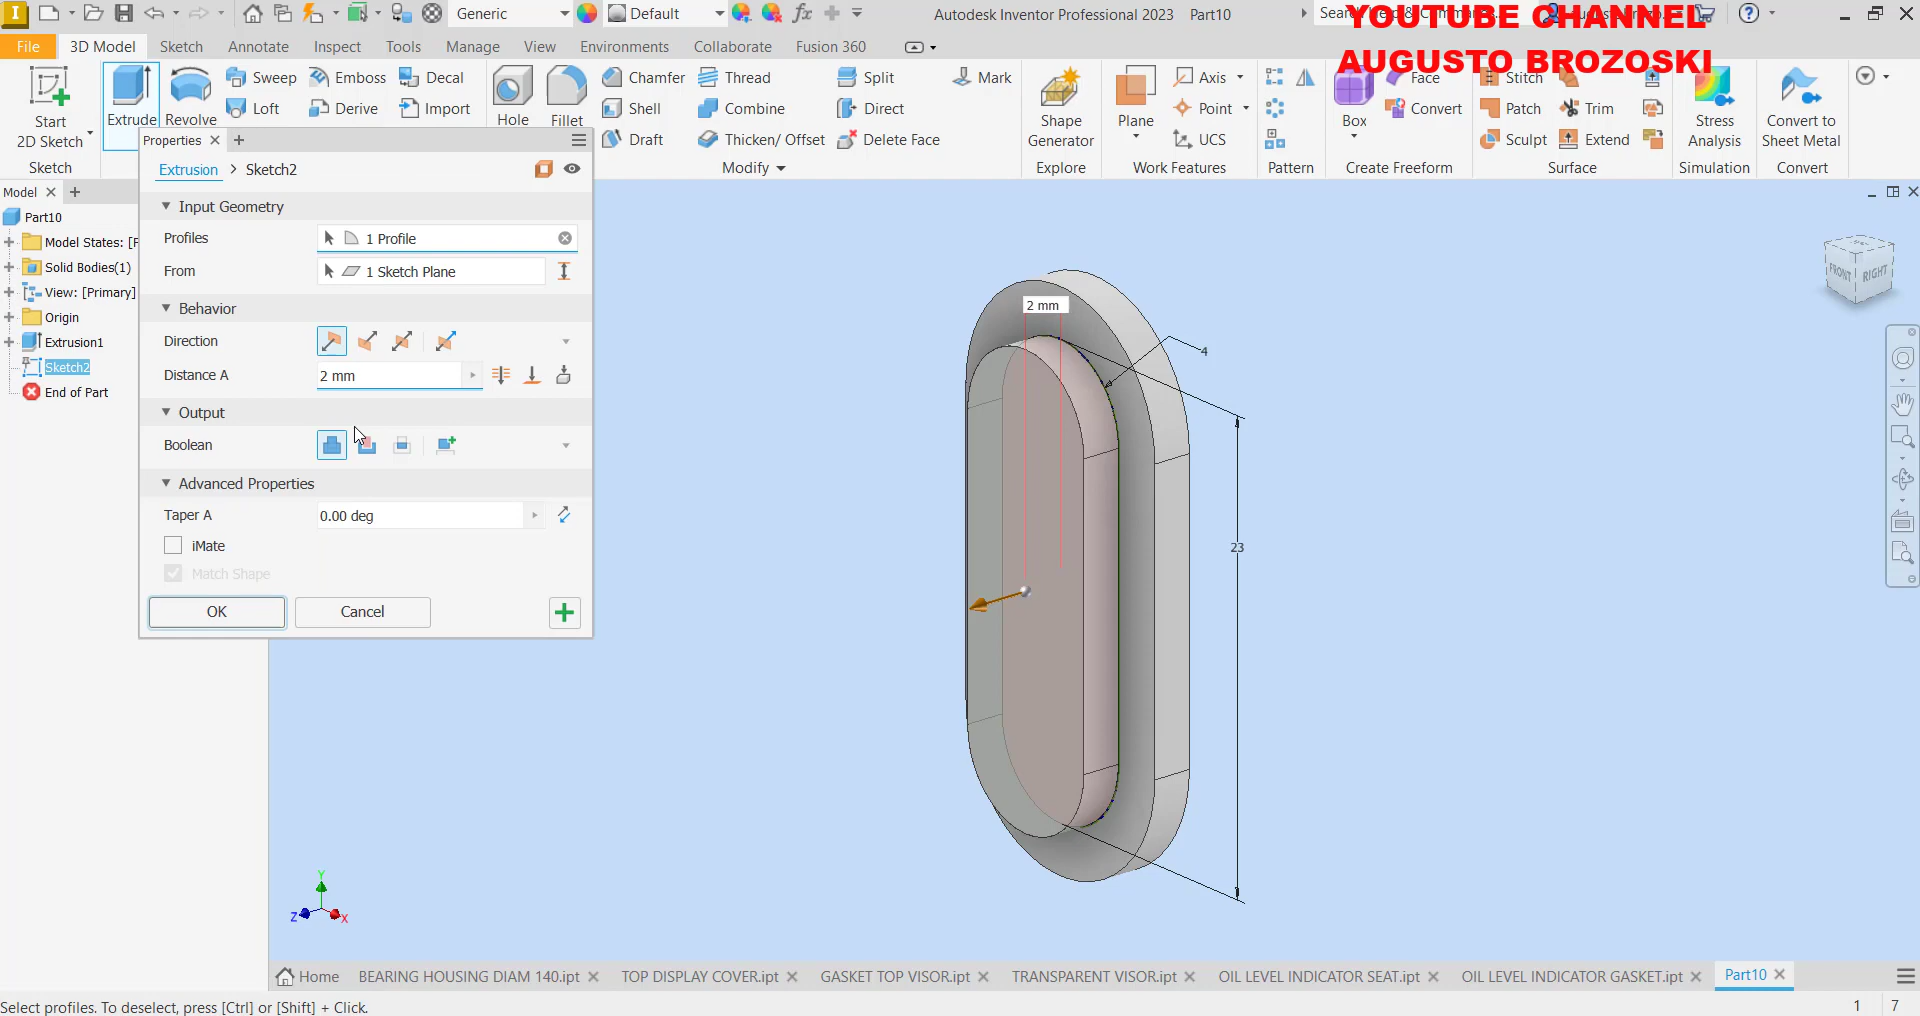 Generic
Default
Autodesk Inventor Professional 2023 Part10
YOUTUBE CHANNEL
AUGUSTO BROZOSKI
File
3D Model
Sketch
Annotate
Inspect
Tools
Manage
View
Environments
Collaborate
Fusion 360
Start
2D Sketch
Sketch
Extrude
Revolve
Sweep
Loft
Emboss
Derive
Decal
Import
Hole
Fillet
Chamfer
Shell
Draft
Thread
Combine
Thicken/ Offset
Split
Direct
Delete Face
Modify
Mark
Shape
Generator
Explore
Plane
Axis
Point
UCS
Work Features
Pattern
Box
Face
Convert
Create Freeform
Stitch
Patch
Sculpt
Trim
Extend
Surface
Stress
Analysis
Simulation
Convert to
Sheet Metal
Convert
Properties
Extrusion > Sketch2
Input Geometry
Profiles 1 Profile
From 1 Sketch Plane
Behavior
Direction
Distance A 2 mm
Output
Boolean
Advanced Properties
Taper A 0.00 deg
iMate
Match Shape
OK
Cancel
Model
Part10
Model States: [P
Solid Bodies(1)
View: [Primary]
Origin
Extrusion1
Sketch2
End of Part
2 mm
4
23
FRONT
RIGHT
Y
Z
X
Home
BEARING HOUSING DIAM 140.ipt
TOP DISPLAY COVER.ipt
GASKET TOP VISOR.ipt
TRANSPARENT VISOR.ipt
OIL LEVEL INDICATOR SEAT.ipt
OIL LEVEL INDICATOR GASKET.ipt
Part10
Select profiles. To deselect, press [Ctrl] or [Shift] + Click.
1 7